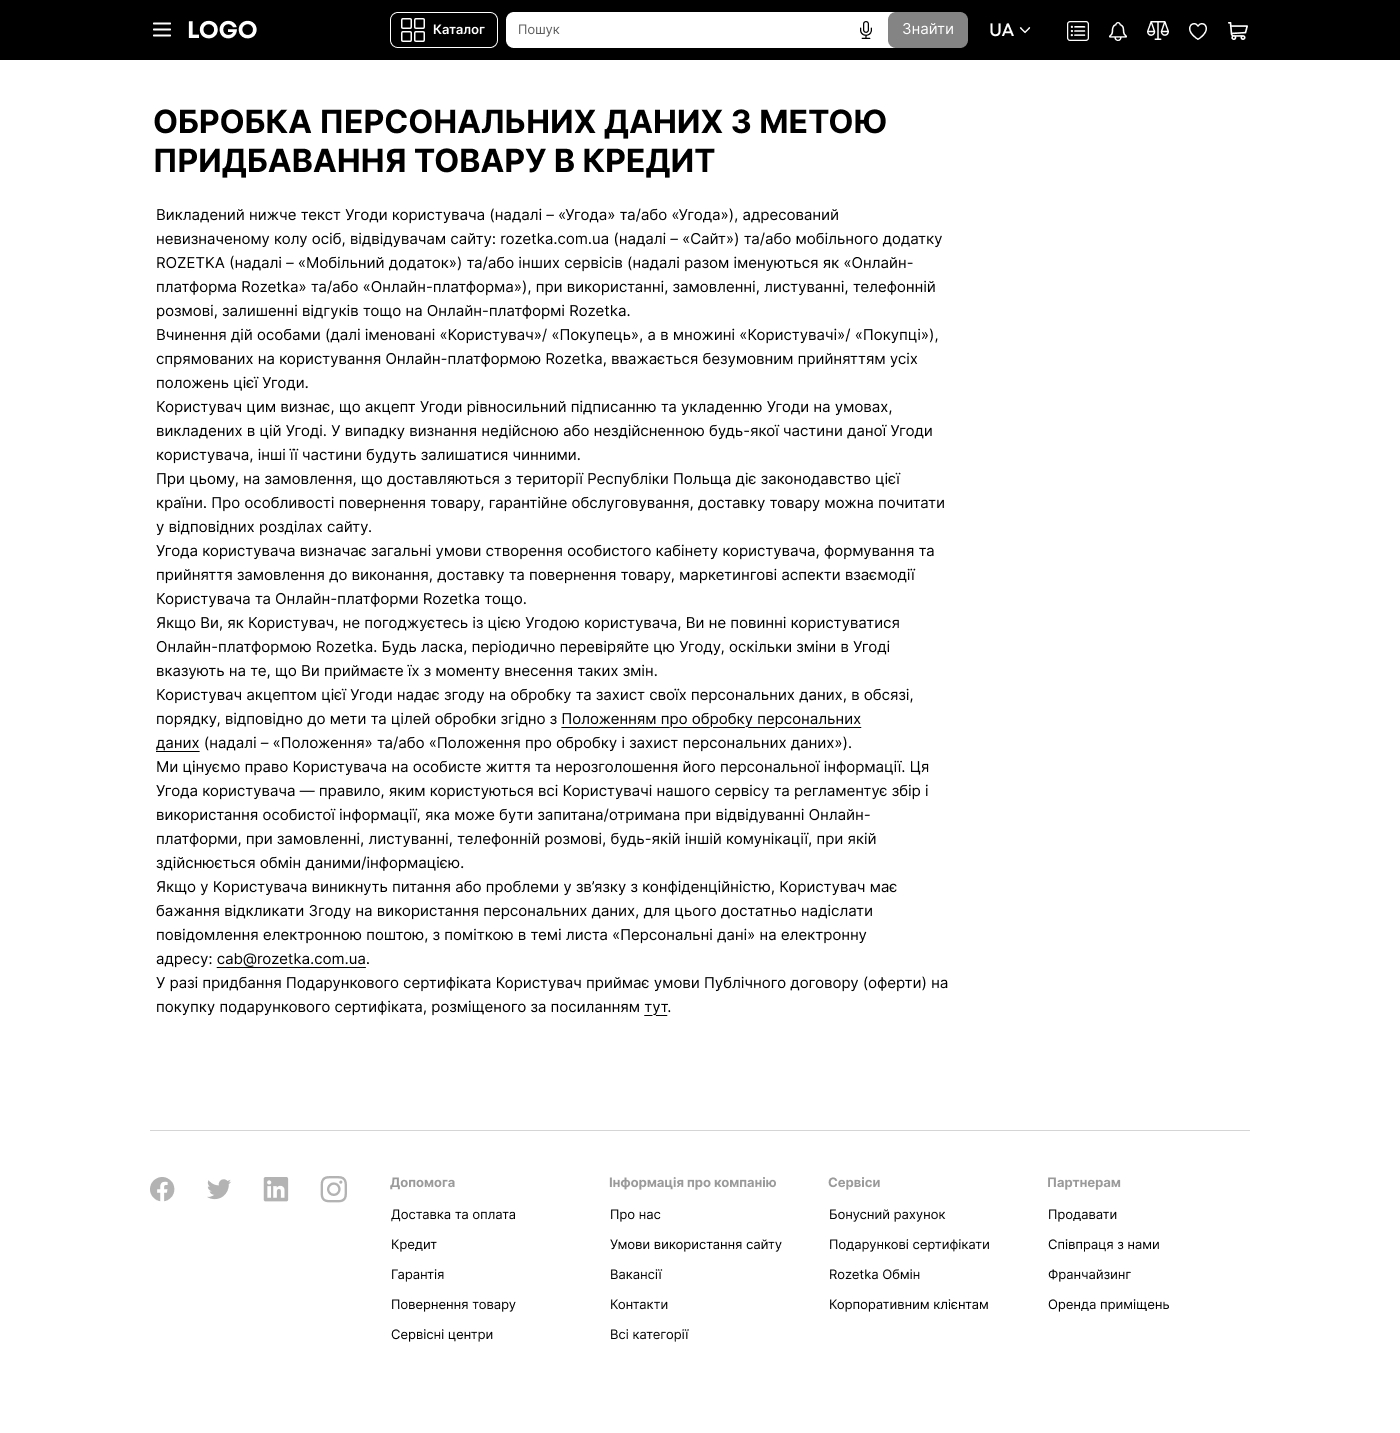 LOGO
Каталог
Пошук
Знайти
UA
ОБРОБКА ПЕРСОНАЛЬНИХ ДАНИХ З МЕТОЮ
ПРИДБАВАННЯ ТОВАРУ В КРЕДИТ
Викладений нижче текст Угоди користувача (надалі – «Угода» та/або «Угода»), адресований
невизначеному колу осіб, відвідувачам сайту: rozetka.com.ua (надалі – «Сайт») та/або мобільного додатку
ROZETKA (надалі – «Мобільний додаток») та/або інших сервісів (надалі разом іменуються як «Онлайн-
платформа Rozetka» та/або «Онлайн-платформа»), при використанні, замовленні, листуванні, телефонній
розмові, залишенні відгуків тощо на Онлайн-платформі Rozetka.
Вчинення дій особами (далі іменовані «Користувач»/ «Покупець», а в множині «Користувачі»/ «Покупці»),
спрямованих на користування Онлайн-платформою Rozetka, вважається безумовним прийняттям усіх
положень цієї Угоди.
Користувач цим визнає, що акцепт Угоди рівносильний підписанню та укладенню Угоди на умовах,
викладених в цій Угоді. У випадку визнання недійсною або нездійсненною будь-якої частини даної Угоди
користувача, інші її частини будуть залишатися чинними.
При цьому, на замовлення, що доставляються з території Республіки Польща діє законодавство цієї
країни. Про особливості повернення товару, гарантійне обслуговування, доставку товару можна почитати
у відповідних розділах сайту.
Угода користувача визначає загальні умови створення особистого кабінету користувача, формування та
прийняття замовлення до виконання, доставку та повернення товару, маркетингові аспекти взаємодії
Користувача та Онлайн-платформи Rozetka тощо.
Якщо Ви, як Користувач, не погоджуєтесь із цією Угодою користувача, Ви не повинні користуватися
Онлайн-платформою Rozetka. Будь ласка, періодично перевіряйте цю Угоду, оскільки зміни в Угоді
вказують на те, що Ви приймаєте їх з моменту внесення таких змін.
Користувач акцептом цієї Угоди надає згоду на обробку та захист своїх персональних даних, в обсязі,
порядку, відповідно до мети та цілей обробки згідно з Положенням про обробку персональних
даних (надалі – «Положення» та/або «Положення про обробку і захист персональних даних»).
Ми цінуємо право Користувача на особисте життя та нерозголошення його персональної інформації. Ця
Угода користувача — правило, яким користуються всі Користувачі нашого сервісу та регламентує збір і
використання особистої інформації, яка може бути запитана/отримана при відвідуванні Онлайн-
платформи, при замовленні, листуванні, телефонній розмові, будь-якій іншій комунікації, при якій
здійснюється обмін даними/інформацією.
Якщо у Користувача виникнуть питання або проблеми у зв’язку з конфіденційністю, Користувач має
бажання відкликати Згоду на використання персональних даних, для цього достатньо надіслати
повідомлення електронною поштою, з поміткою в темі листа «Персональні дані» на електронну
адресу: cab@rozetka.com.ua.
У разі придбання Подарункового сертифіката Користувач приймає умови Публічного договору (оферти) на
покупку подарункового сертифіката, розміщеного за посиланням тут.
Допомога
Доставка та оплата
Кредит
Гарантія
Повернення товару
Сервісні центри
Інформація про компанію
Про нас
Умови використання сайту
Вакансії
Контакти
Всі категорії
Сервіси
Бонусний рахунок
Подарункові сертифікати
Rozetka Обмін
Корпоративним клієнтам
Партнерам
Продавати
Співпраця з нами
Франчайзинг
Оренда приміщень